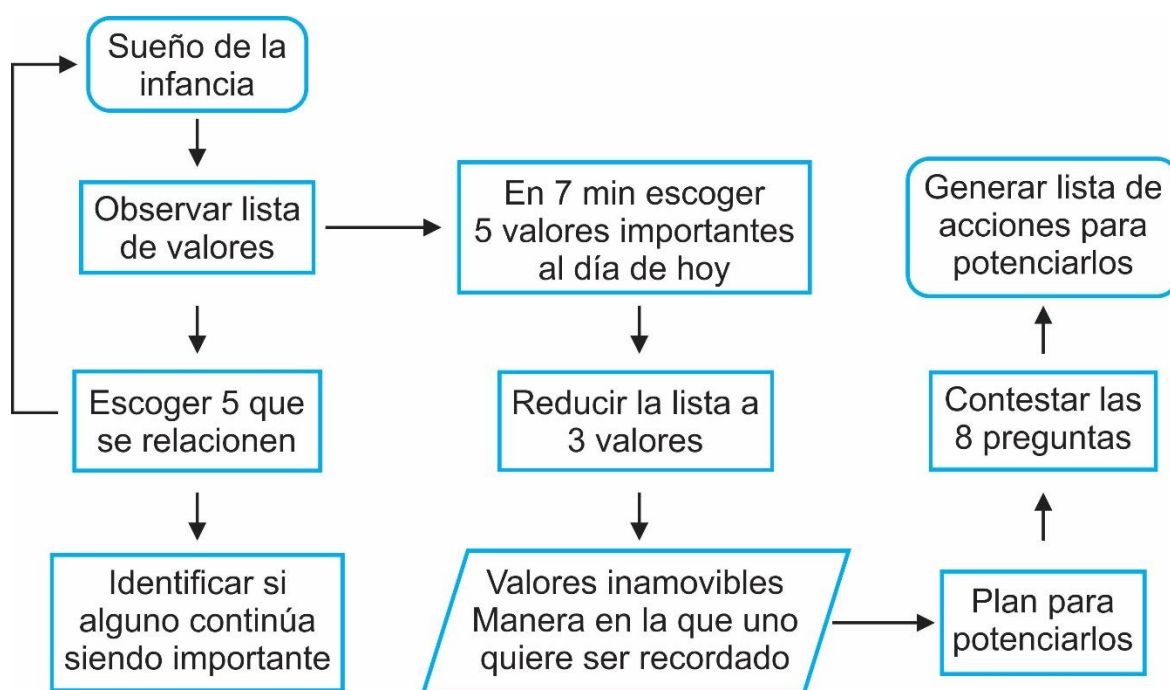 Sueño de la
infancia
Observar lista
de valores
Escoger 5 que
se relacionen
Identificar si
alguno continúa
siendo importante
En 7 min escoger
5 valores importantes
al día de hoy
Reducir la lista a
3 valores
Valores inamovibles
Manera en la que uno
quiere ser recordado
Plan para
potenciarlos
Contestar las
8 preguntas
Generar lista de
acciones para
potenciarlos